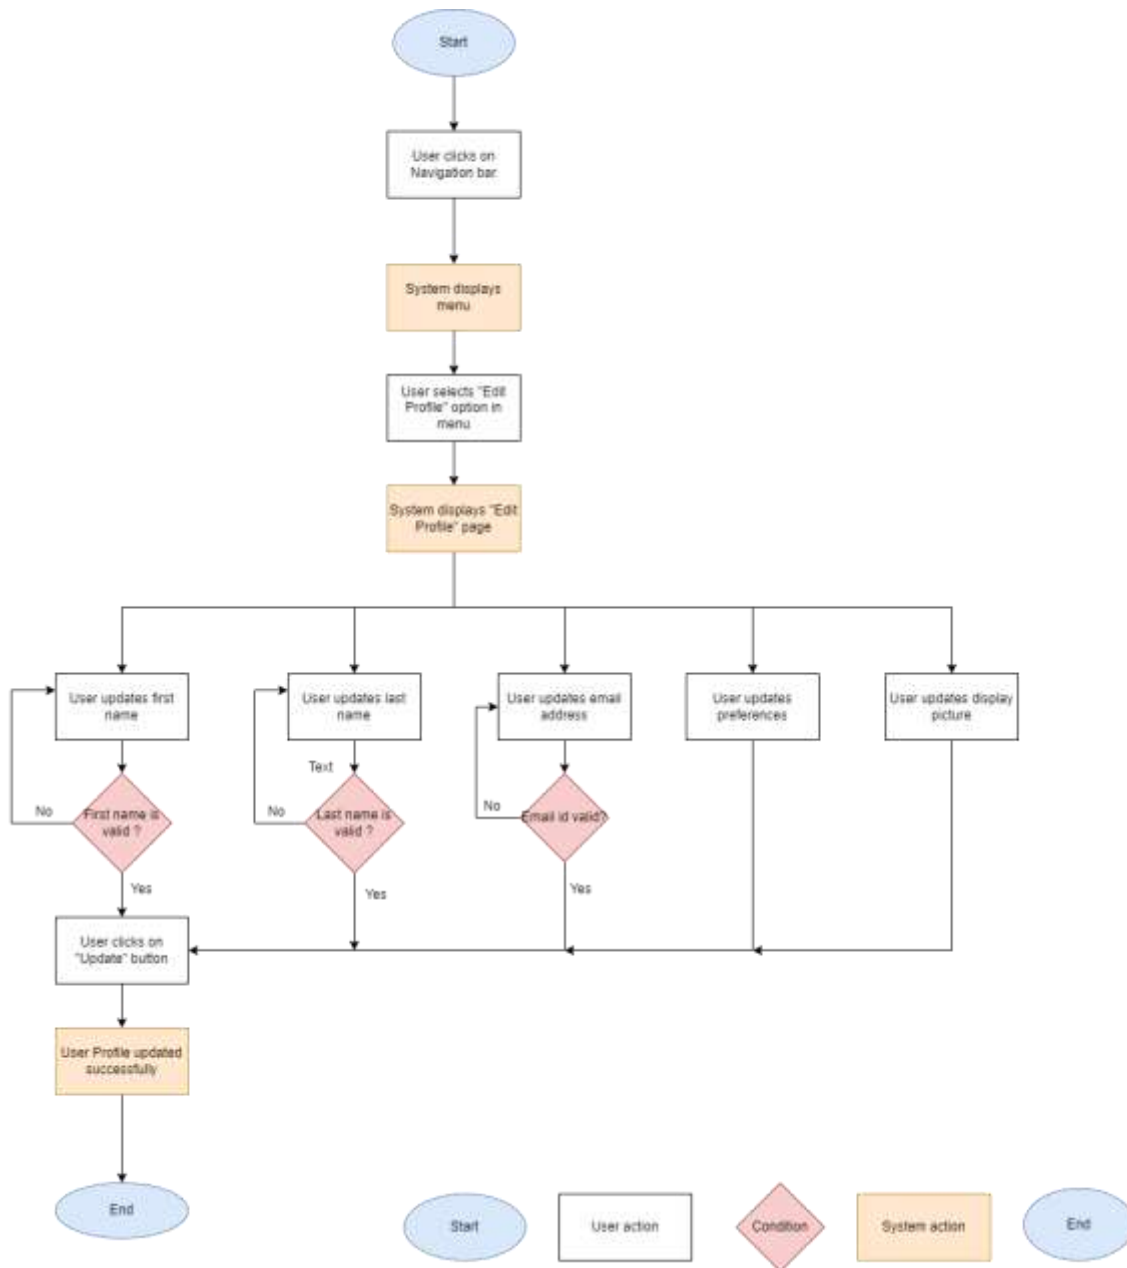 Start
User clicks on
Navigation bar
System displays
menu
User selects "Edit
Profile" option in
menu
System displays "Edit
Profile" page
User updates first
name
User updates last
name
User updates email
address
User updates
preferences
User updates display
picture
Text
No
First name is
valid ?
No
Last name is
valid ?
No
Email id valid?
Yes
Yes
Yes
User clicks on
"Update" button
User Profile updated
successfully
End
Start
User action
Condition
System action
End